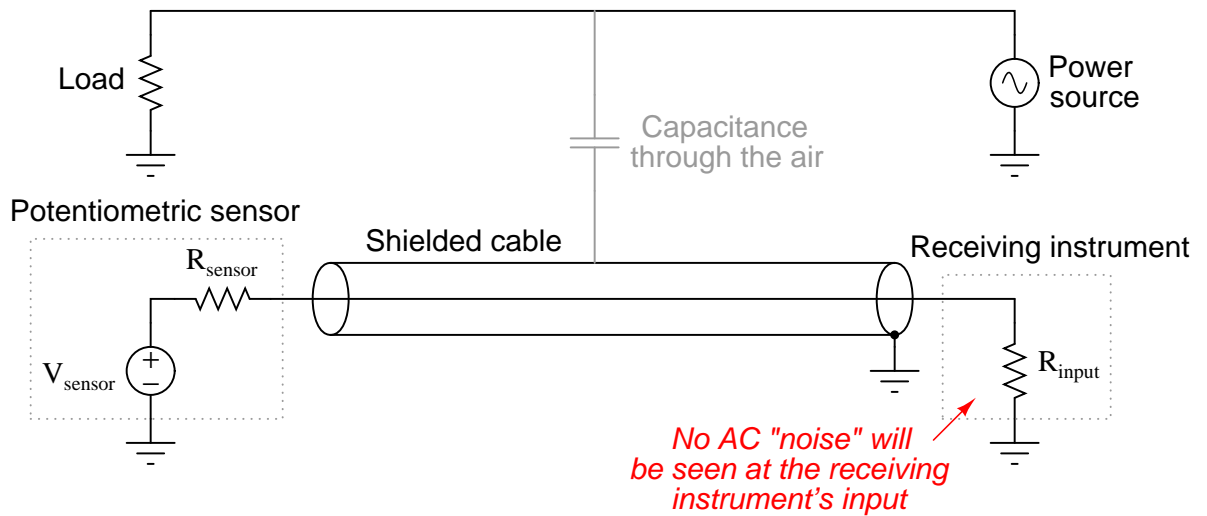 Load
Power
source
Capacitance
through the air
Potentiometric sensor
Shielded cable
Receiving instrument
Rsensor
+
−
Vsensor
Rinput
No AC "noise" will
be seen at the receiving
instrument's input